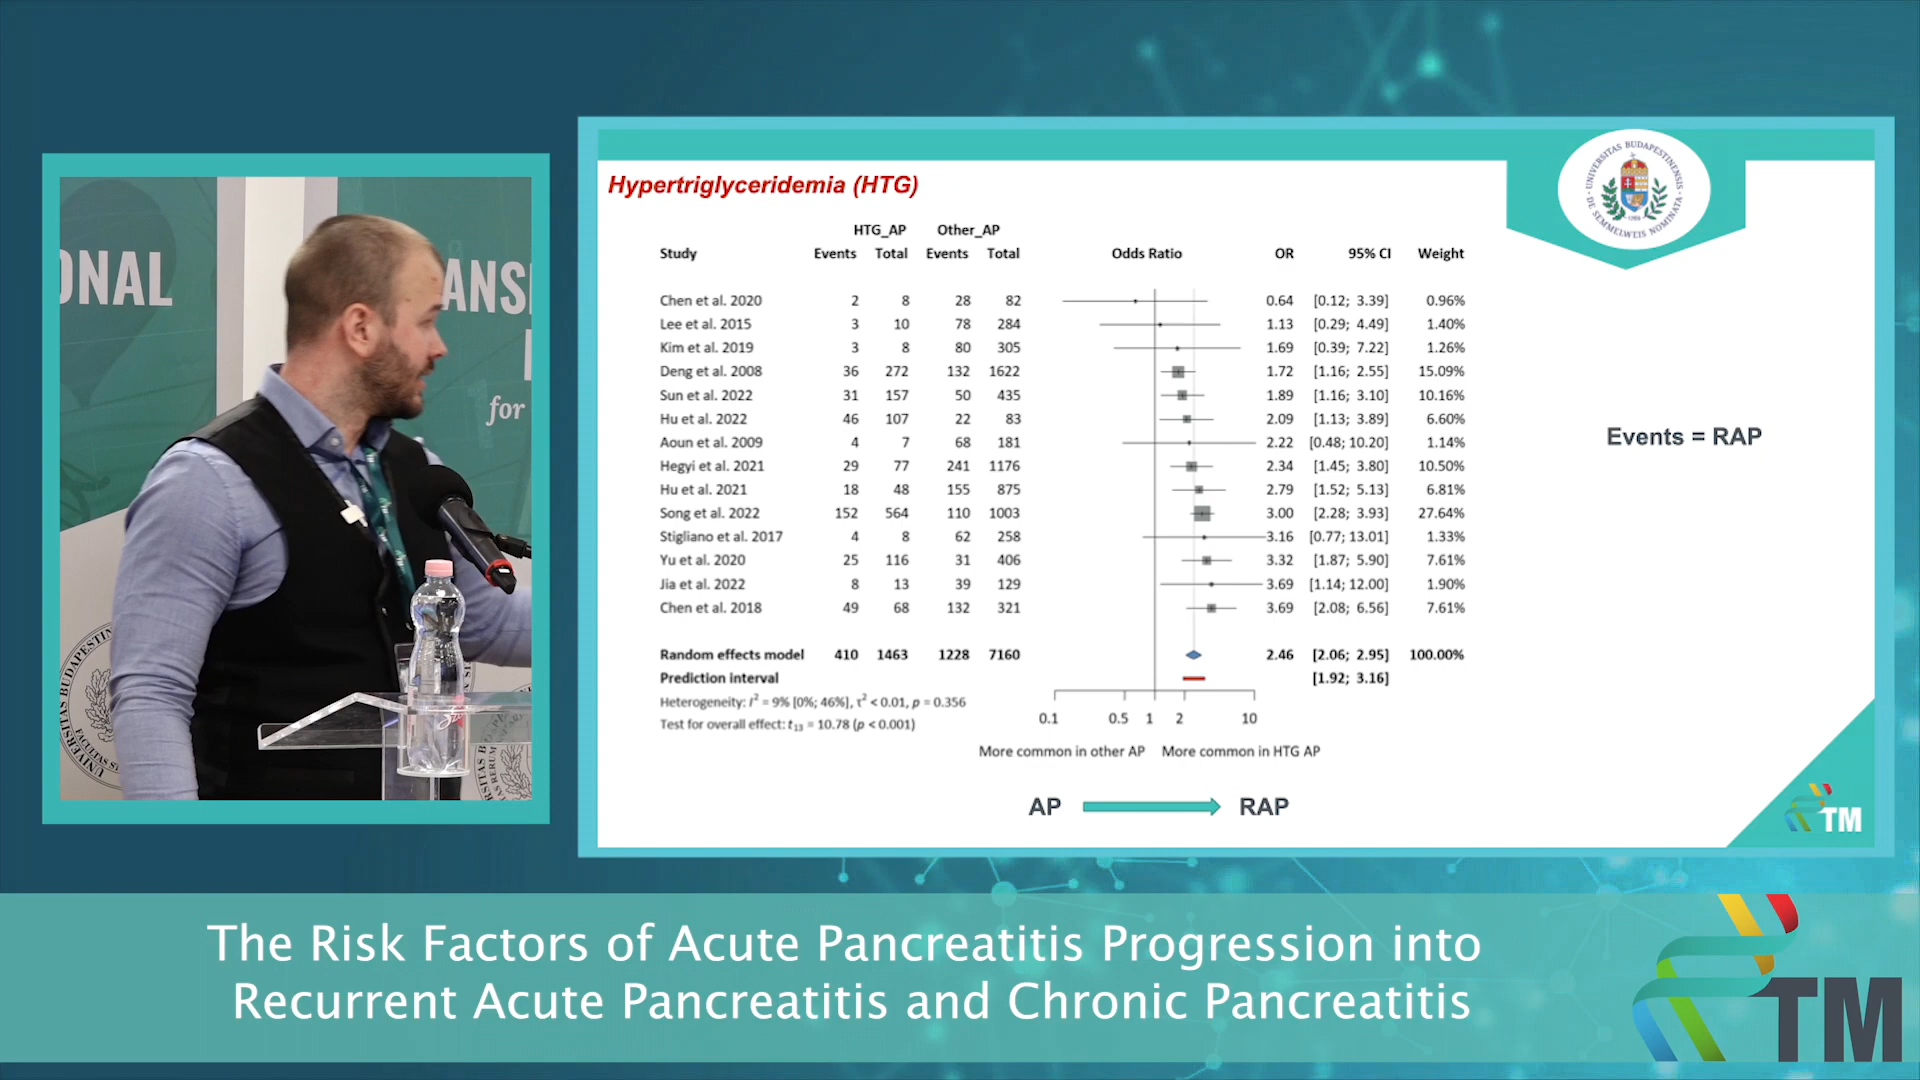 ONAL
ANS
for
Hypertriglyceridemia (HTG)
UNIVERSITAS BUDAPESTINENSIS DE SEMMELWEIS NOMINATA
HTG_AP Other_AP
Study Events Total Events Total Odds Ratio OR 95% CI Weight
Chen et al. 2020 2 8 28 82 0.64 [0.12; 3.39] 0.96%
Lee et al. 2015 3 10 78 284 1.13 [0.29; 4.49] 1.40%
Kim et al. 2019 3 8 80 305 1.69 [0.39; 7.22] 1.26%
Deng et al. 2008 36 272 132 1622 1.72 [1.16; 2.55] 15.09%
Sun et al. 2022 31 157 50 435 1.89 [1.16; 3.10] 10.16%
Hu et al. 2022 46 107 22 83 2.09 [1.13; 3.89] 6.60%
Aoun et al. 2009 4 7 68 181 2.22 [0.48; 10.20] 1.14%
Hegyi et al. 2021 29 77 241 1176 2.34 [1.45; 3.80] 10.50%
Hu et al. 2021 18 48 155 875 2.79 [1.52; 5.13] 6.81%
Song et al. 2022 152 564 110 1003 3.00 [2.28; 3.93] 27.64%
Stigliano et al. 2017 4 8 62 258 3.16 [0.77; 13.01] 1.33%
Yu et al. 2020 25 116 31 406 3.32 [1.87; 5.90] 7.61%
Jia et al. 2022 8 13 39 129 3.69 [1.14; 12.00] 1.90%
Chen et al. 2018 49 68 132 321 3.69 [2.08; 6.56] 7.61%
Random effects model 410 1463 1228 7160 2.46 [2.06; 2.95] 100.00%
Prediction interval [1.92; 3.16]
Heterogeneity: I² = 9% [0%; 46%], τ² < 0.01, p = 0.356
Test for overall effect: t₁₃ = 10.78 (p < 0.001)
0.1 0.5 1 2 10
More common in other AP More common in HTG AP
AP RAP
Events = RAP
TM
The Risk Factors of Acute Pancreatitis Progression into
Recurrent Acute Pancreatitis and Chronic Pancreatitis
TM